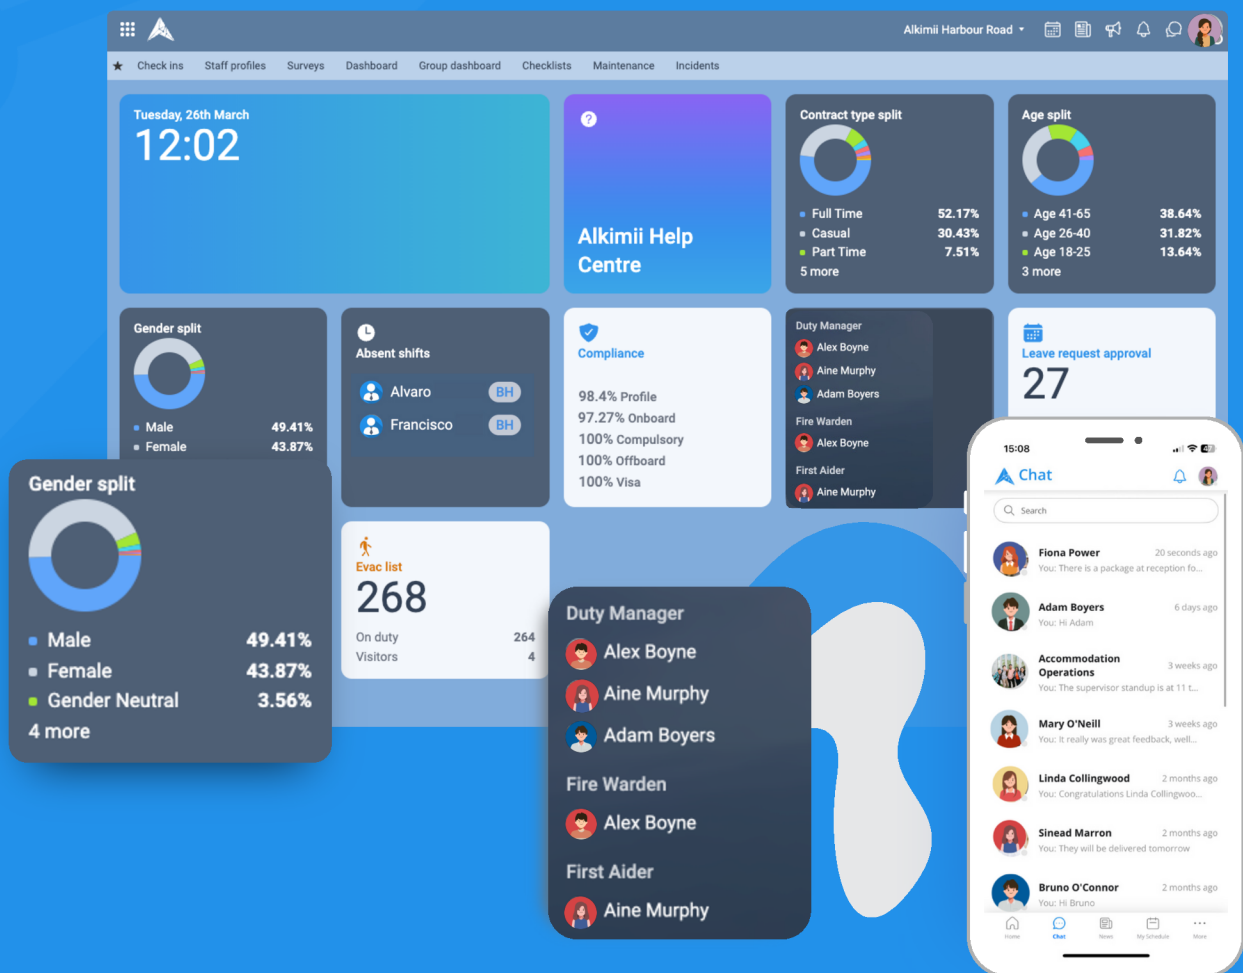 Alkimii Harbour Road
Check ins
Staff profiles
Surveys
Dashboard
Group dashboard
Checklists
Maintenance
Incidents
Tuesday, 26th March
12:02
?
Alkimii Help
Centre
Contract type split
Full Time 52.17%
Casual 30.43%
Part Time 7.51%
5 more
Age split
Age 41-65 38.64%
Age 26-40 31.82%
Age 18-25 13.64%
3 more
Gender split
Male 49.41%
Female 43.87%
Absent shifts
Alvaro BH
Francisco BH
Compliance
98.4% Profile
97.27% Onboard
100% Compulsory
100% Offboard
100% Visa
Duty Manager
Alex Boyne
Aine Murphy
Adam Boyers
Fire Warden
Alex Boyne
First Aider
Aine Murphy
Leave request approval
27
Gender split
Male 49.41%
Female 43.87%
Gender Neutral 3.56%
4 more
Evac list
268
On duty 264
Visitors 4
Duty Manager
Alex Boyne
Aine Murphy
Adam Boyers
Fire Warden
Alex Boyne
First Aider
Aine Murphy
15:08
Chat
Search
Fiona Power 20 seconds ago
You: There is a package at reception fo...
Adam Boyers 6 days ago
You: Hi Adam
Accommodation
Operations 3 weeks ago
You: The supervisor standup is at 11 t...
Mary O'Neill 3 weeks ago
You: It really was great feedback, well...
Linda Collingwood 2 months ago
You: Congratulations Linda Collingwoo...
Sinead Marron 2 months ago
You: They will be delivered tomorrow
Bruno O'Connor 2 months ago
You: Hi Bruno
Home
Chat
News
My Schedule
More